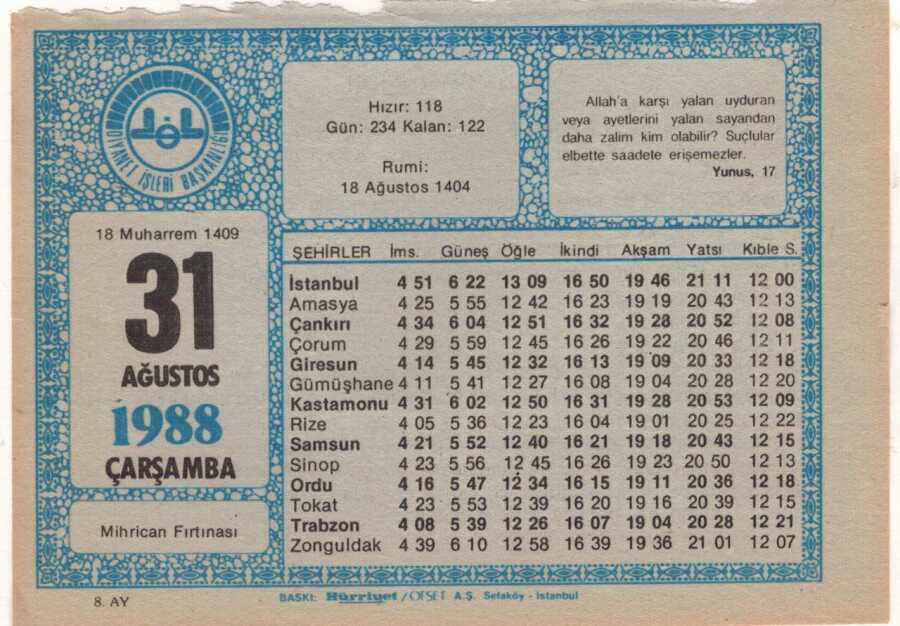 DİYANET İŞLERİ BAŞKANLIĞI
Hızır: 118
Gün: 234 Kalan: 122
Rumi:
18 Ağustos 1404
Allah'a karşı yalan uyduran
veya ayetlerini yalan sayandan
daha zalim kim olabilir? Suçlular
elbette saadete erişemezler.
Yunus, 17
18 Muharrem 1409
31
AĞUSTOS
1988
ÇARŞAMBA
Mihrican Fırtınası
ŞEHİRLER İms. Güneş Öğle İkindi Akşam Yatsı Kıble S.
İstanbul 4 51 6 22 13 09 16 50 19 46 21 11 12 00
Amasya 4 25 5 55 12 42 16 23 19 19 20 43 12 13
Çankırı 4 34 6 04 12 51 16 32 19 28 20 52 12 08
Çorum 4 29 5 59 12 45 16 26 19 22 20 46 12 11
Giresun 4 14 5 45 12 32 16 13 19 09 20 33 12 18
Gümüşhane 4 11 5 41 12 27 16 08 19 04 20 28 12 20
Kastamonu 4 31 6 02 12 50 16 31 19 28 20 53 12 09
Rize 4 05 5 36 12 23 16 04 19 01 20 25 12 22
Samsun 4 21 5 52 12 40 16 21 19 18 20 43 12 15
Sinop 4 23 5 56 12 45 16 26 19 23 20 50 12 13
Ordu 4 16 5 47 12 34 16 15 19 11 20 36 12 18
Tokat 4 23 5 53 12 39 16 20 19 16 20 39 12 15
Trabzon 4 08 5 39 12 26 16 07 19 04 20 28 12 21
Zonguldak 4 39 6 10 12 58 16 39 19 36 21 01 12 07
8. AY
BASKI: Hürriyet / OFSET A.Ş. Sefaköy - İstanbul